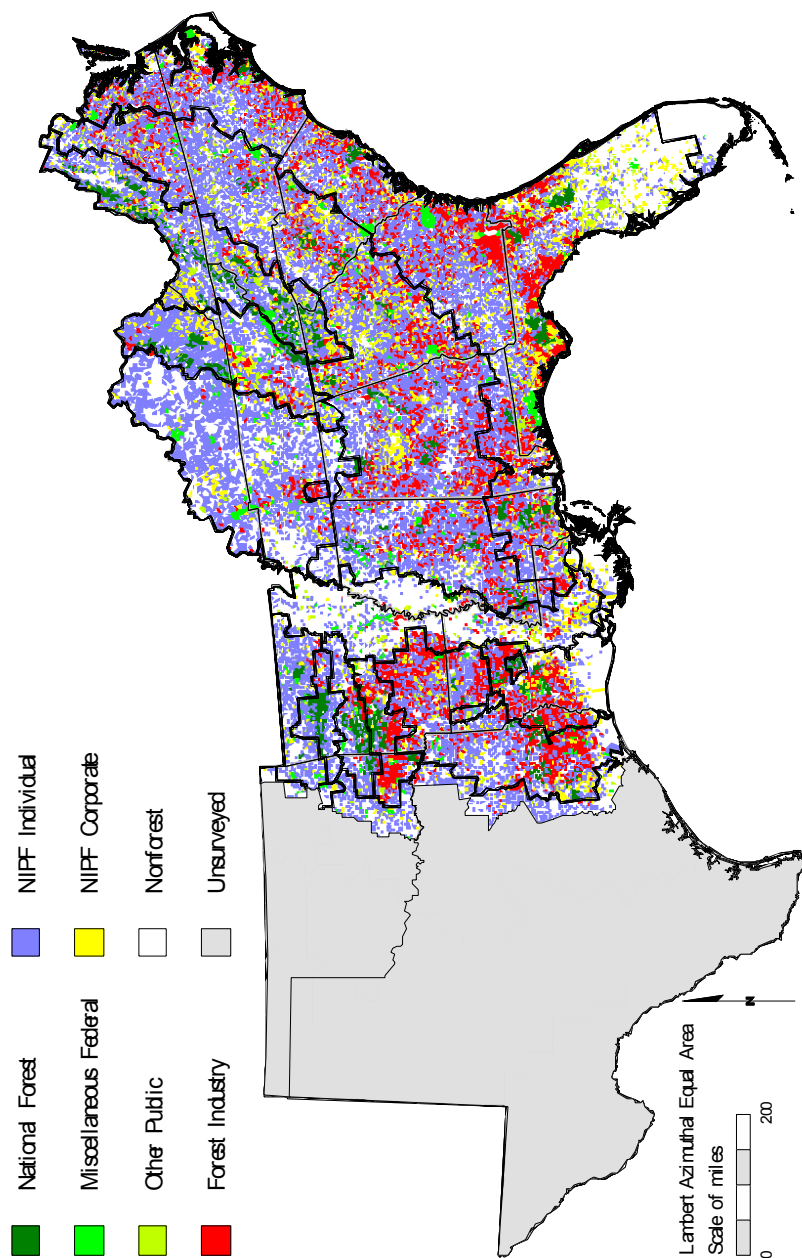 National Forest
Miscellaneous Federal
Other Public
Forest Industry
NIPF Individual
NIPF Corporate
Nonforest
Unsurveyed
Lambert Azimuthal Equal Area
Scale of miles
0 200
N